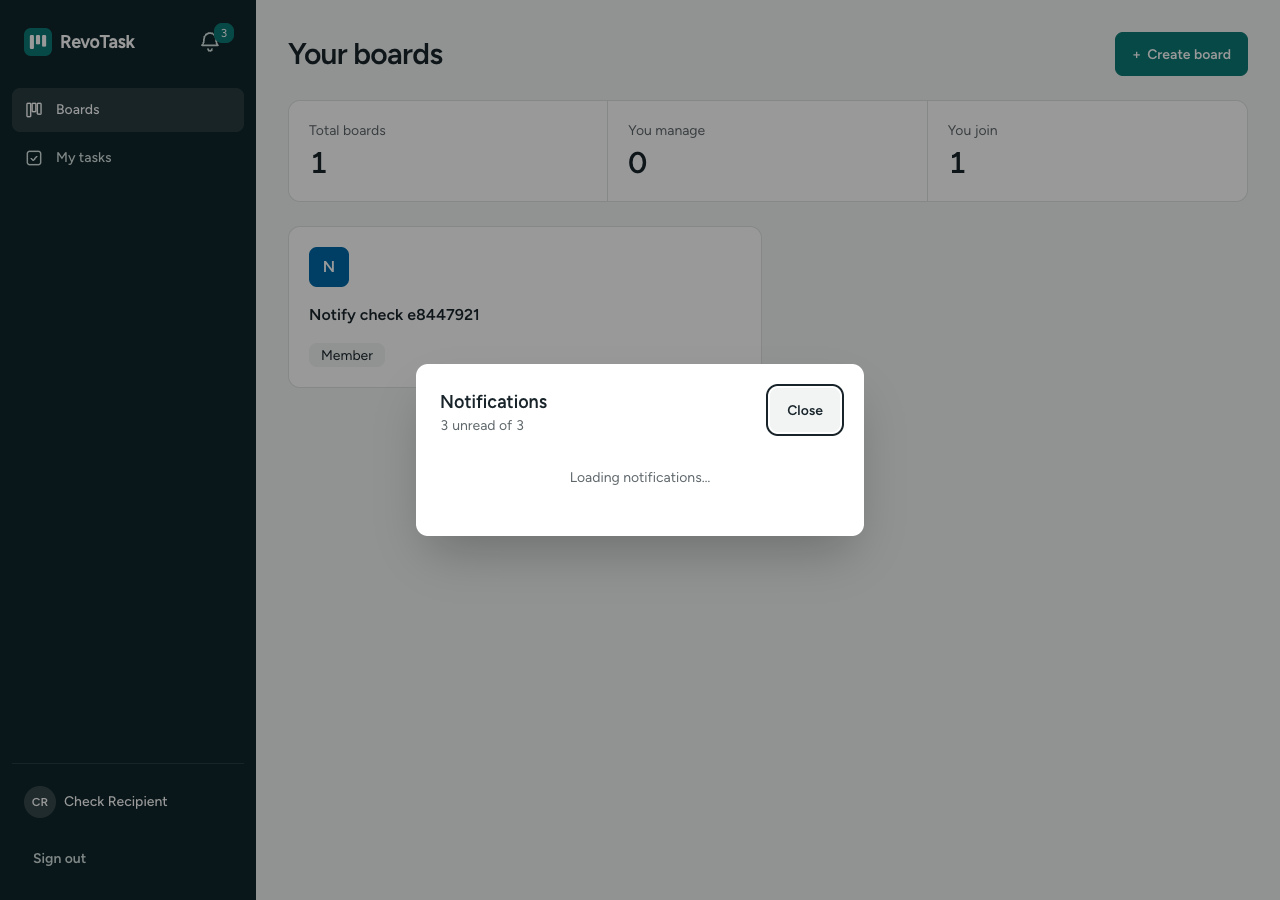 RevoTask
3
Boards
My tasks
CR
Check Recipient
Sign out
Your boards
+ Create board
Total boards
1
You manage
0
You join
1
N
Notify check e8447921
Member
Notifications
3 unread of 3
Close
Loading notifications...